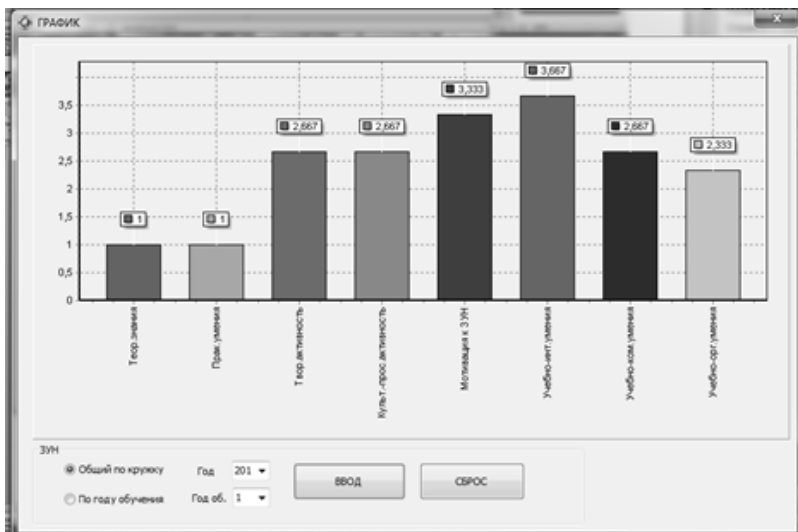 ГРАФИК
3,667
3,333
3,5
2,667
2,667
2,667
3
2,333
2,5
2
1,5
1
1
1
0,5
0
Теор.знания
Прак.умения
Твор.активность
Культ.-прос.активность
Мотивация к ЗУН
Учебно-инт.умения
Учебно-ком.умения
Учебно-орг.умения
ЗУН
Общий по кружку
Год 201
ВВОД
СБРОС
По году обучения
Год об. 1